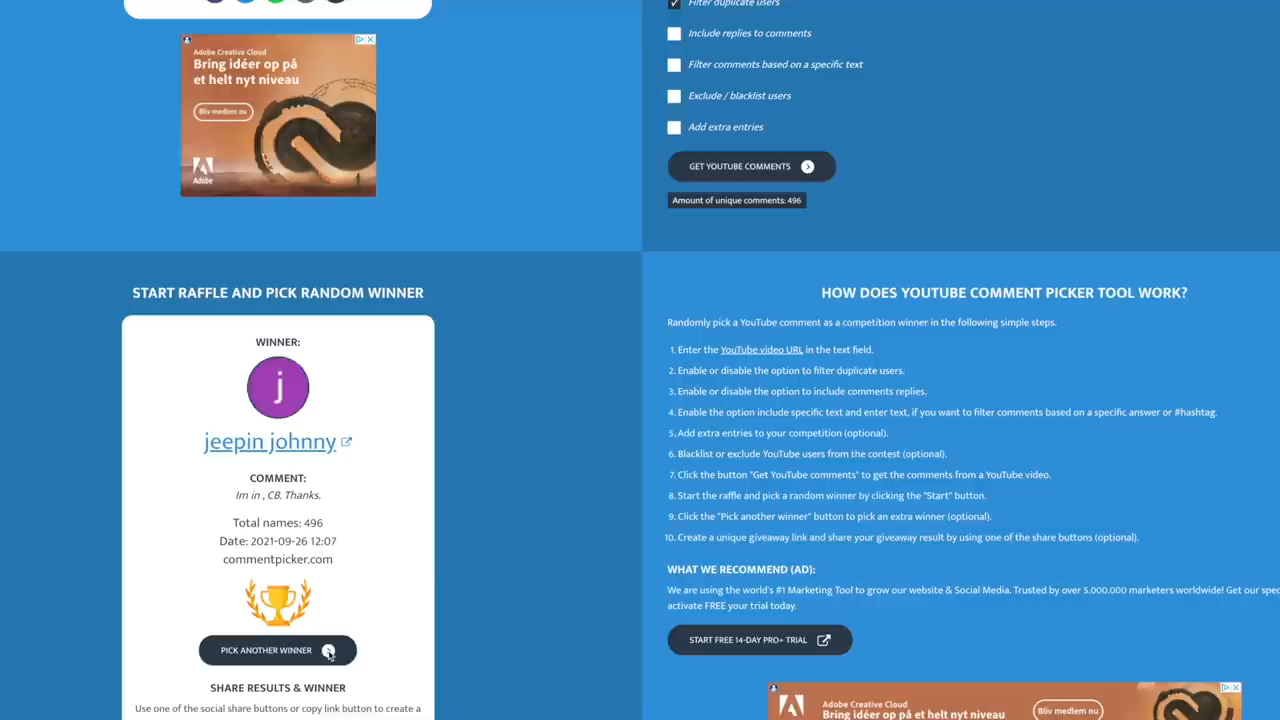 Adobe Creative Cloud
Bring idéer op på
et helt nyt niveau
Bliv medlem nu
Adobe
Filter duplicate users
Include replies to comments
Filter comments based on a specific text
Exclude / blacklist users
Add extra entries
GET YOUTUBE COMMENTS
Amount of unique comments: 496
START RAFFLE AND PICK RANDOM WINNER
WINNER:
j
jeepin johnny
COMMENT:
Im in , CB. Thanks.
Total names: 496
Date: 2021-09-26 12:07
commentpicker.com
PICK ANOTHER WINNER
SHARE RESULTS & WINNER
Use one of the social share buttons or copy link button to create a
HOW DOES YOUTUBE COMMENT PICKER TOOL WORK?
Randomly pick a YouTube comment as a competition winner in the following simple steps.
1. Enter the YouTube video URL in the text field.
2. Enable or disable the option to filter duplicate users.
3. Enable or disable the option to include comments replies.
4. Enable the option include specific text and enter text, if you want to filter comments based on a specific answer or #hashtag.
5. Add extra entries to your competition (optional).
6. Blacklist or exclude YouTube users from the contest (optional).
7. Click the button "Get YouTube comments" to get the comments from a YouTube video.
8. Start the raffle and pick a random winner by clicking the "Start" button.
9. Click the "Pick another winner" button to pick an extra winner (optional).
10. Create a unique giveaway link and share your giveaway result by using one of the share buttons (optional).
WHAT WE RECOMMEND (AD):
We are using the world's #1 Marketing Tool to grow our website & Social Media. Trusted by over 5.000.000 marketers worldwide! Get our spec
activate FREE your trial today.
START FREE 14-DAY PRO+ TRIAL
Adobe Creative Cloud
Bring idéer op på et helt nyt niveau
Bliv medlem nu